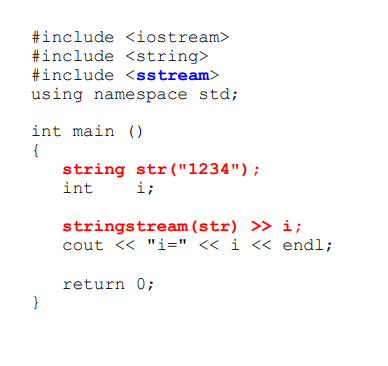 #include <iostream>
#include <string>
#include <sstream>
using namespace std;
int main ()
{
string str("1234");
int i;
stringstream(str) >> i;
cout << "i=" << i << endl;
return 0;
}